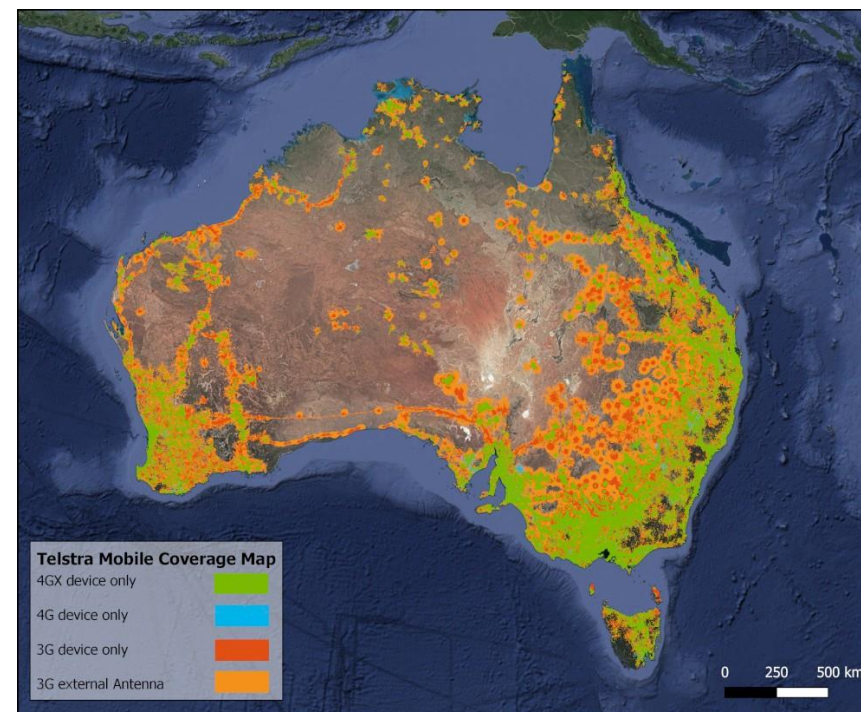 Telstra Mobile Coverage Map
4GX device only
4G device only
3G device only
3G external Antenna
0 250 500 km